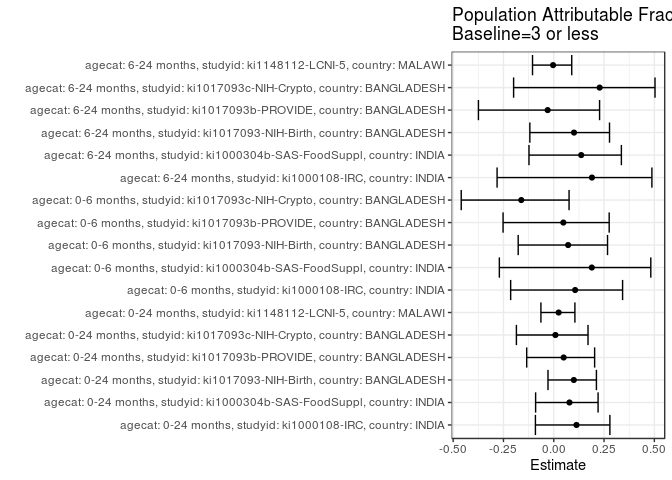 Population Attributable Frac
Baseline=3 or less
agecat: 6-24 months, studyid: ki1148112-LCNI-5, country: MALAWI
agecat: 6-24 months, studyid: ki1017093c-NIH-Crypto, country: BANGLADESH
agecat: 6-24 months, studyid: ki1017093b-PROVIDE, country: BANGLADESH
agecat: 6-24 months, studyid: ki1017093-NIH-Birth, country: BANGLADESH
agecat: 6-24 months, studyid: ki1000304b-SAS-FoodSuppl, country: INDIA
agecat: 6-24 months, studyid: ki1000108-IRC, country: INDIA
agecat: 0-6 months, studyid: ki1017093c-NIH-Crypto, country: BANGLADESH
agecat: 0-6 months, studyid: ki1017093b-PROVIDE, country: BANGLADESH
agecat: 0-6 months, studyid: ki1017093-NIH-Birth, country: BANGLADESH
agecat: 0-6 months, studyid: ki1000304b-SAS-FoodSuppl, country: INDIA
agecat: 0-6 months, studyid: ki1000108-IRC, country: INDIA
agecat: 0-24 months, studyid: ki1148112-LCNI-5, country: MALAWI
agecat: 0-24 months, studyid: ki1017093c-NIH-Crypto, country: BANGLADESH
agecat: 0-24 months, studyid: ki1017093b-PROVIDE, country: BANGLADESH
agecat: 0-24 months, studyid: ki1017093-NIH-Birth, country: BANGLADESH
agecat: 0-24 months, studyid: ki1000304b-SAS-FoodSuppl, country: INDIA
agecat: 0-24 months, studyid: ki1000108-IRC, country: INDIA
-0.50 -0.25 0.00 0.25 0.50
Estimate